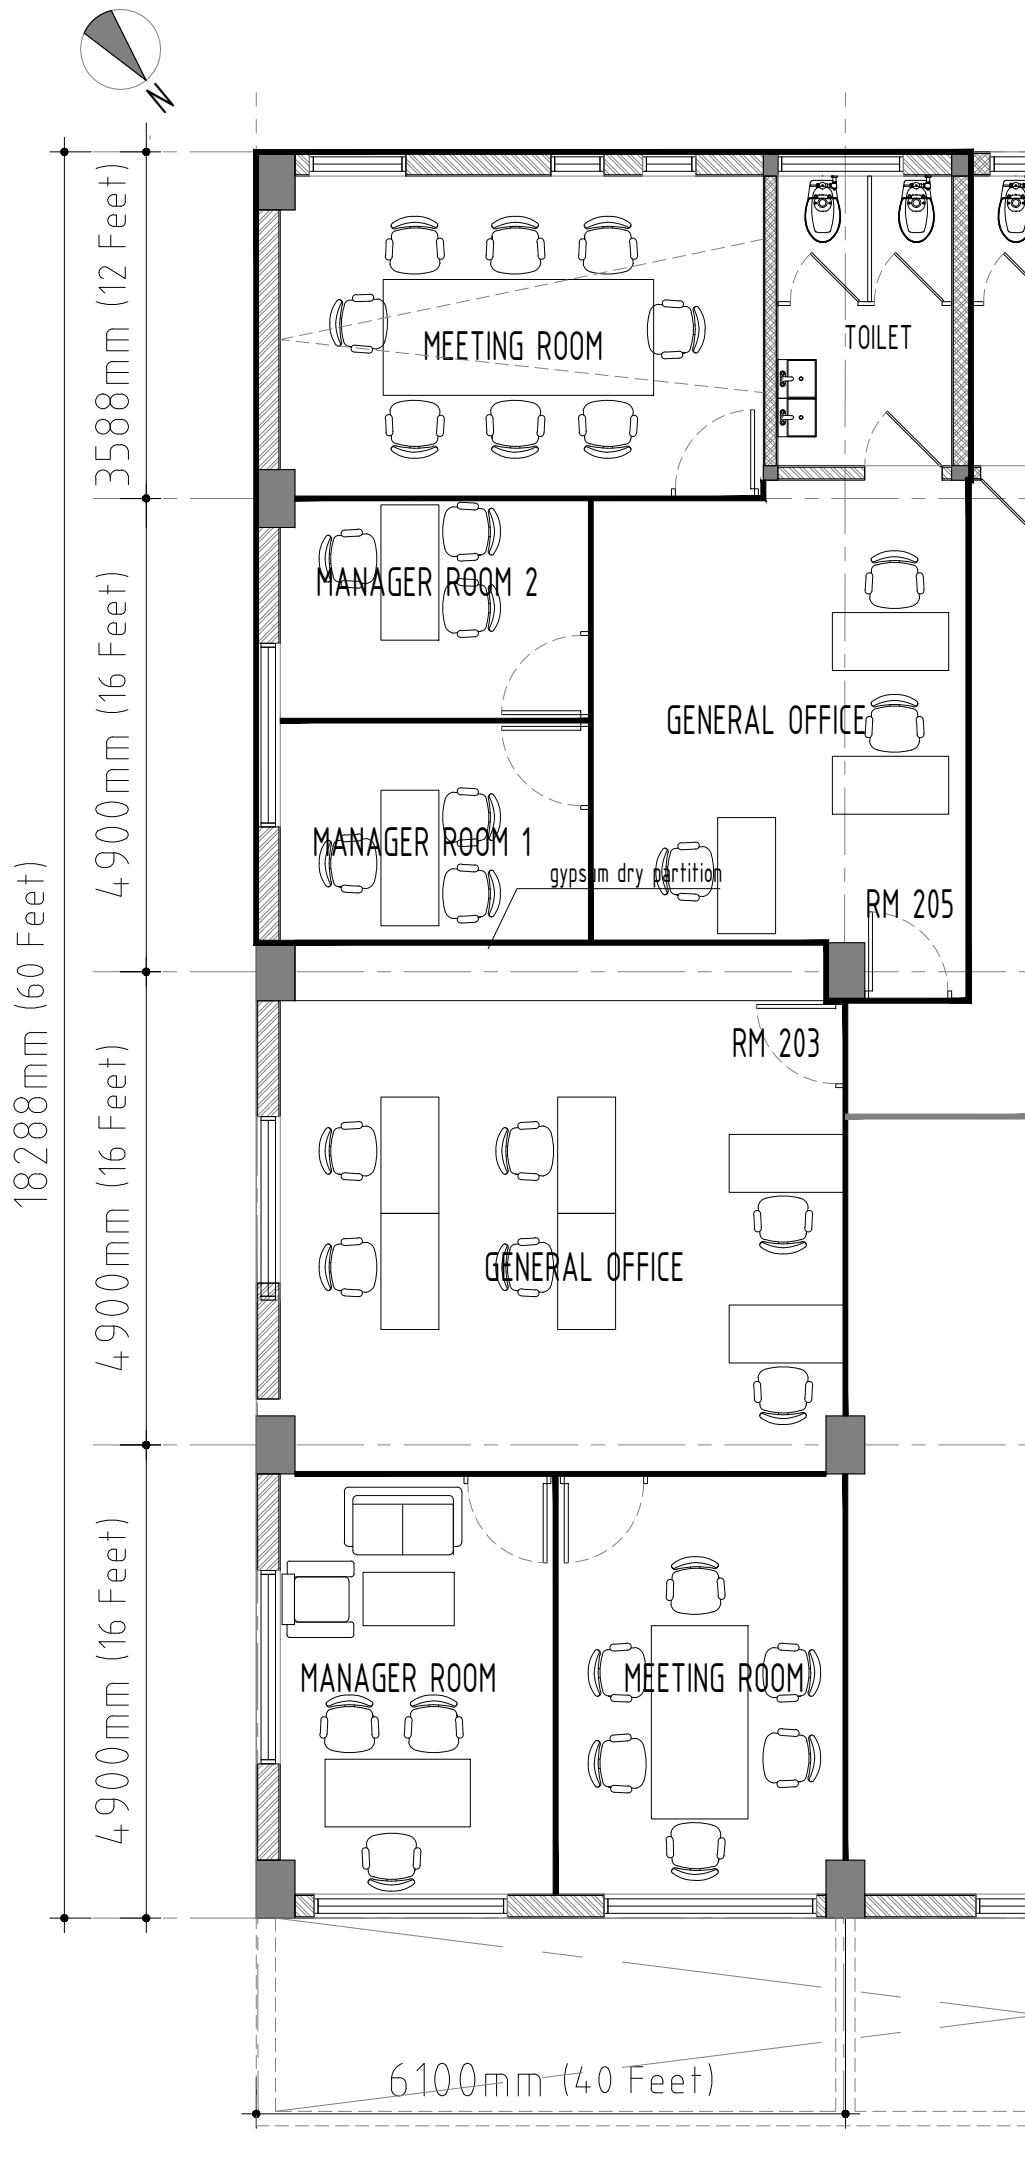 N
3588mm (12 Feet)
MEETING ROOM
TOILET
4900mm (16 Feet)
MANAGER ROOM 2
GENERAL OFFICE
MANAGER ROOM 1
gypsum dry partition
RM 205
18288mm (60 Feet)
RM 203
4900mm (16 Feet)
GENERAL OFFICE
4900mm (16 Feet)
MANAGER ROOM
MEETING ROOM
6100mm (40 Feet)